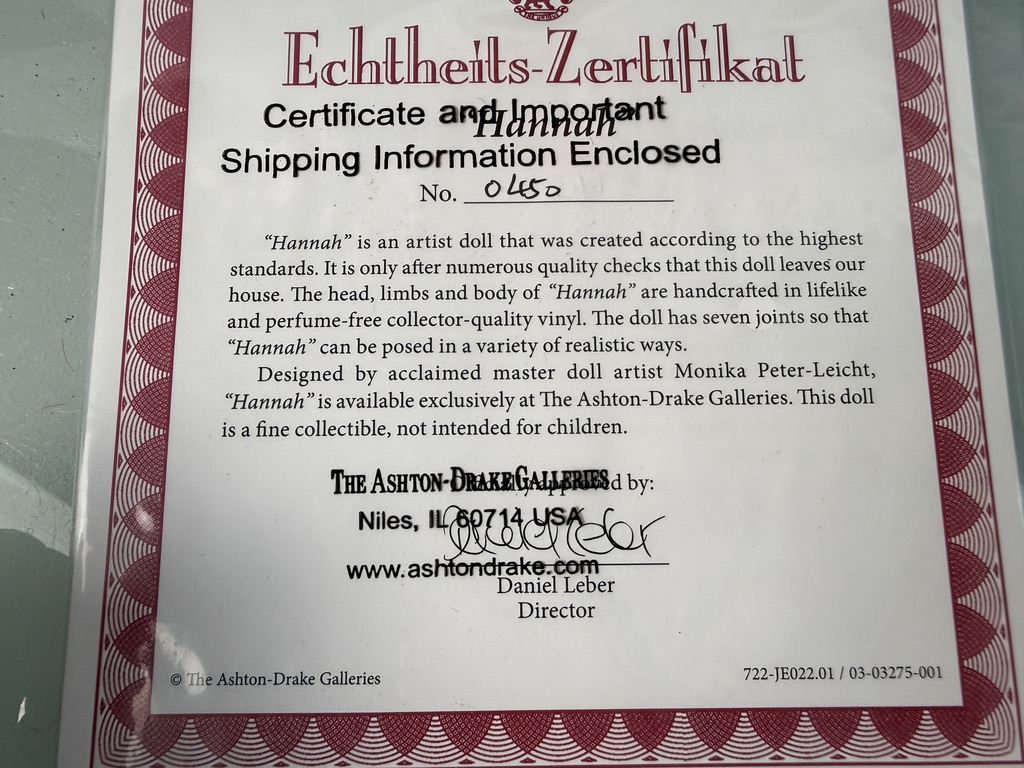 Echtheits-Zertifikat
Certificate and Important
"Hannah"
Shipping Information Enclosed
No. 0450
“Hannah” is an artist doll that was created according to the highest
standards. It is only after numerous quality checks that this doll leaves our
house. The head, limbs and body of “Hannah” are handcrafted in lifelike
and perfume-free collector-quality vinyl. The doll has seven joints so that
“Hannah” can be posed in a variety of realistic ways.
Designed by acclaimed master doll artist Monika Peter-Leicht,
“Hannah” is available exclusively at The Ashton-Drake Galleries. This doll
is a fine collectible, not intended for children.
THE ASHTON-DRAKE GALLERIES
approved by:
Niles, IL 60714 USA
www.ashtondrake.com
Daniel Leber
Director
© The Ashton-Drake Galleries
722-JE022.01 / 03-03275-001